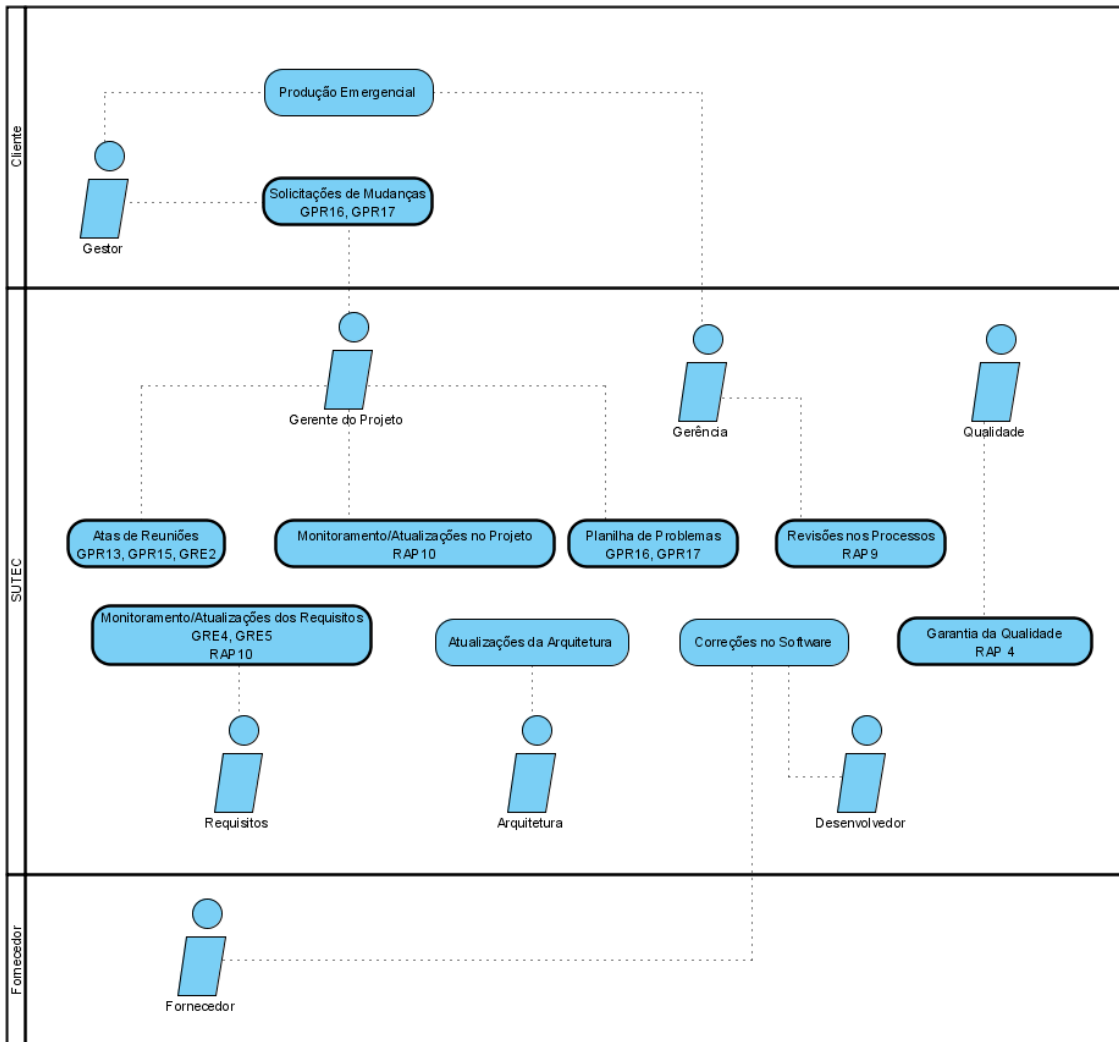 Cliente
Produção Emergencial
Solicitações de Mudanças
GPR16, GPR17
Gestor
SUTEC
Gerente do Projeto
Gerência
Qualidade
Atas de Reuniões
GPR13, GPR15, GRE2
Monitoramento/Atualizações no Projeto
RAP10
Planilha de Problemas
GPR16, GPR17
Revisões nos Processos
RAP9
Monitoramento/Atualizações dos Requisitos
GRE4, GRE5
RAP10
Atualizações da Arquitetura
Correções no Software
Garantia da Qualidade
RAP 4
Requisitos
Arquitetura
Desenvolvedor
Fornecedor
Fornecedor